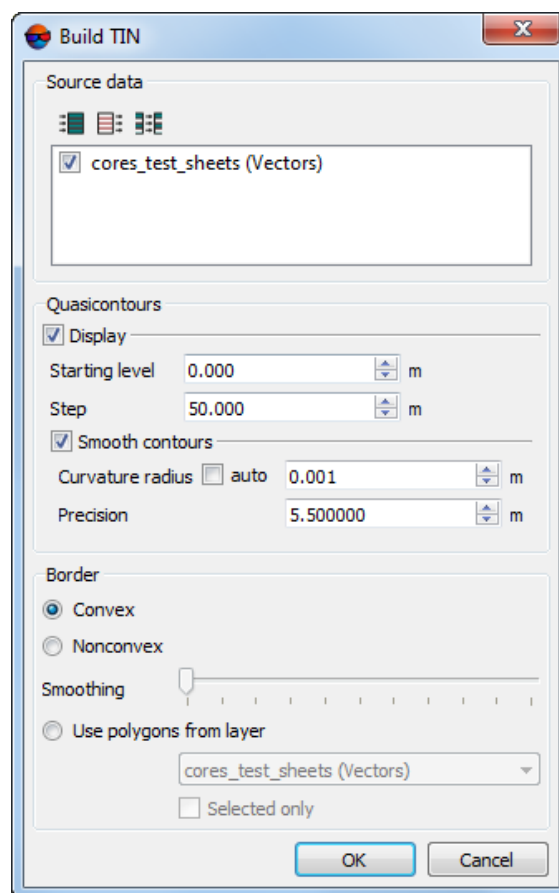 Build TIN
Source data
cores_test_sheets (Vectors)
Quasicontours
Display
Starting level 0.000 m
Step 50.000 m
Smooth contours
Curvature radius auto 0.001 m
Precision 5.500000 m
Border
Convex
Nonconvex
Smoothing
Use polygons from layer
cores_test_sheets (Vectors)
Selected only
OK Cancel